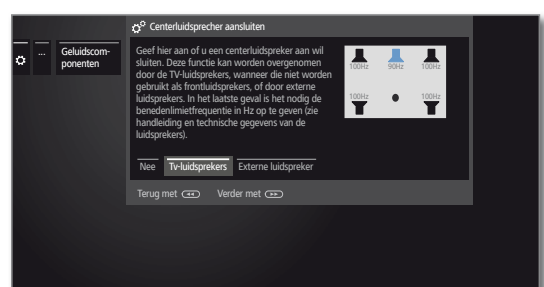 Centerluidsprecher aansluiten
...
Geluidscom-
ponenten
Geef hier aan of u een centerluidspreker aan wil
sluiten. Deze functie kan worden overgenomen
door de TV-luidsprekers, wanneer die niet worden
gebruikt als frontluidsprekers, of door externe
luidsprekers. In het laatste geval is het nodig de
benedenlimietfrequentie in Hz op te geven (zie
handleiding en technische gegevens van de
luidsprekers).
100Hz 90Hz 100Hz
100Hz 100Hz
Nee Tv-luidsprekers Externe luidspreker
Terug met Verder met